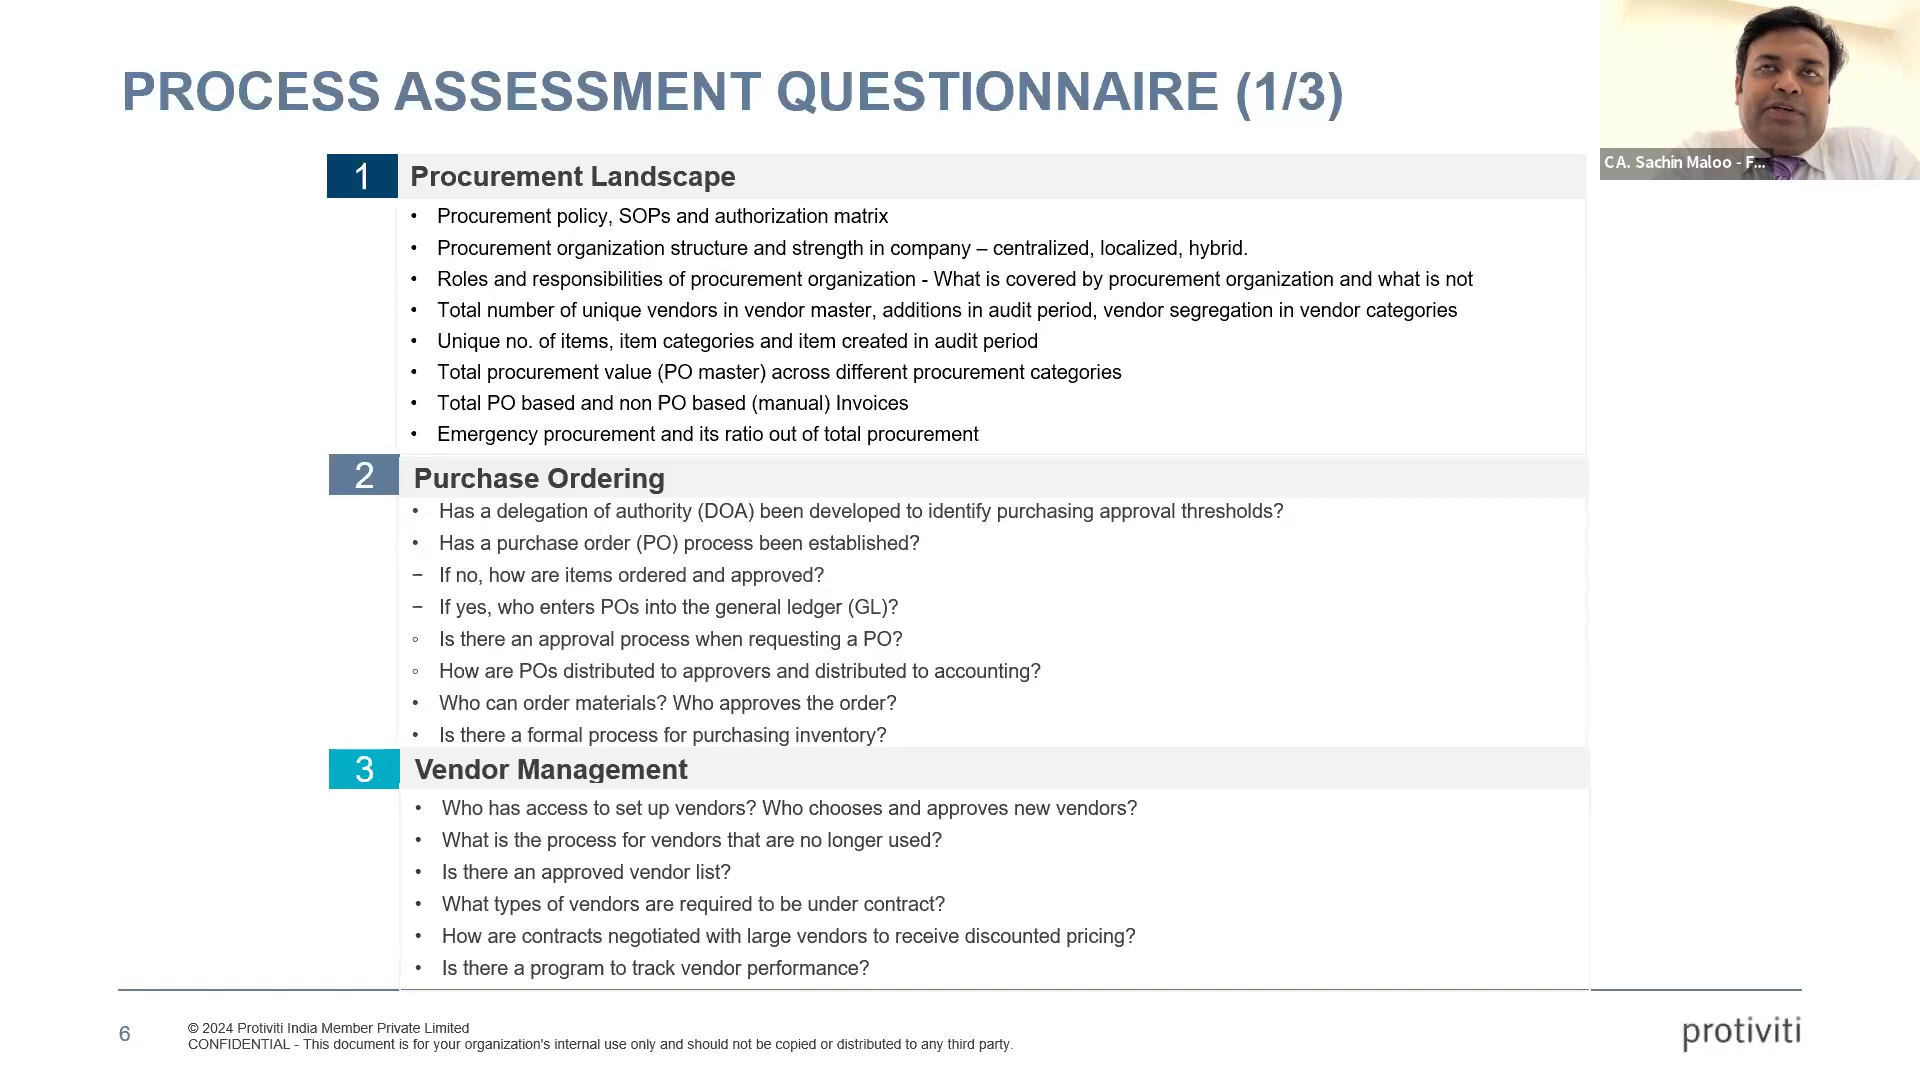 PROCESS ASSESSMENT QUESTIONNAIRE (1/3)
CA. Sachin Maloo - F...
1 Procurement Landscape
• Procurement policy, SOPs and authorization matrix
• Procurement organization structure and strength in company – centralized, localized, hybrid.
• Roles and responsibilities of procurement organization - What is covered by procurement organization and what is not
• Total number of unique vendors in vendor master, additions in audit period, vendor segregation in vendor categories
• Unique no. of items, item categories and item created in audit period
• Total procurement value (PO master) across different procurement categories
• Total PO based and non PO based (manual) Invoices
• Emergency procurement and its ratio out of total procurement
2 Purchase Ordering
• Has a delegation of authority (DOA) been developed to identify purchasing approval thresholds?
• Has a purchase order (PO) process been established?
− If no, how are items ordered and approved?
− If yes, who enters POs into the general ledger (GL)?
◦ Is there an approval process when requesting a PO?
◦ How are POs distributed to approvers and distributed to accounting?
• Who can order materials? Who approves the order?
• Is there a formal process for purchasing inventory?
3 Vendor Management
• Who has access to set up vendors? Who chooses and approves new vendors?
• What is the process for vendors that are no longer used?
• Is there an approved vendor list?
• What types of vendors are required to be under contract?
• How are contracts negotiated with large vendors to receive discounted pricing?
• Is there a program to track vendor performance?
6
© 2024 Protiviti India Member Private Limited
CONFIDENTIAL - This document is for your organization's internal use only and should not be copied or distributed to any third party.
protiviti